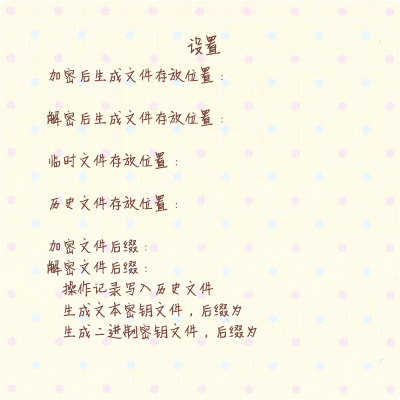 设置
加密后生成文件存放位置：
解密后生成文件存放位置：
临时文件存放位置：
历史文件存放位置：
加密文件后缀：
解密文件后缀：
操作记录写入历史文件
生成文本密钥文件，后缀为
生成二进制密钥文件，后缀为